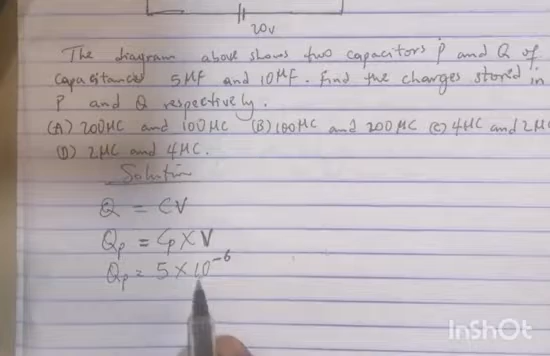 20v
The diagram above shows two capacitors P and Q of
capacitances 5μF and 10μF. Find the charges stored in
P and Q respectively.
(A) 200μC and 100μC (B) 100μC and 200μC (C) 4μC and 2μ
(D) 2μC and 4μC.
Solution
Q = CV
Qp = Cp X V
Qp = 5 X 10⁻⁶
InShOt